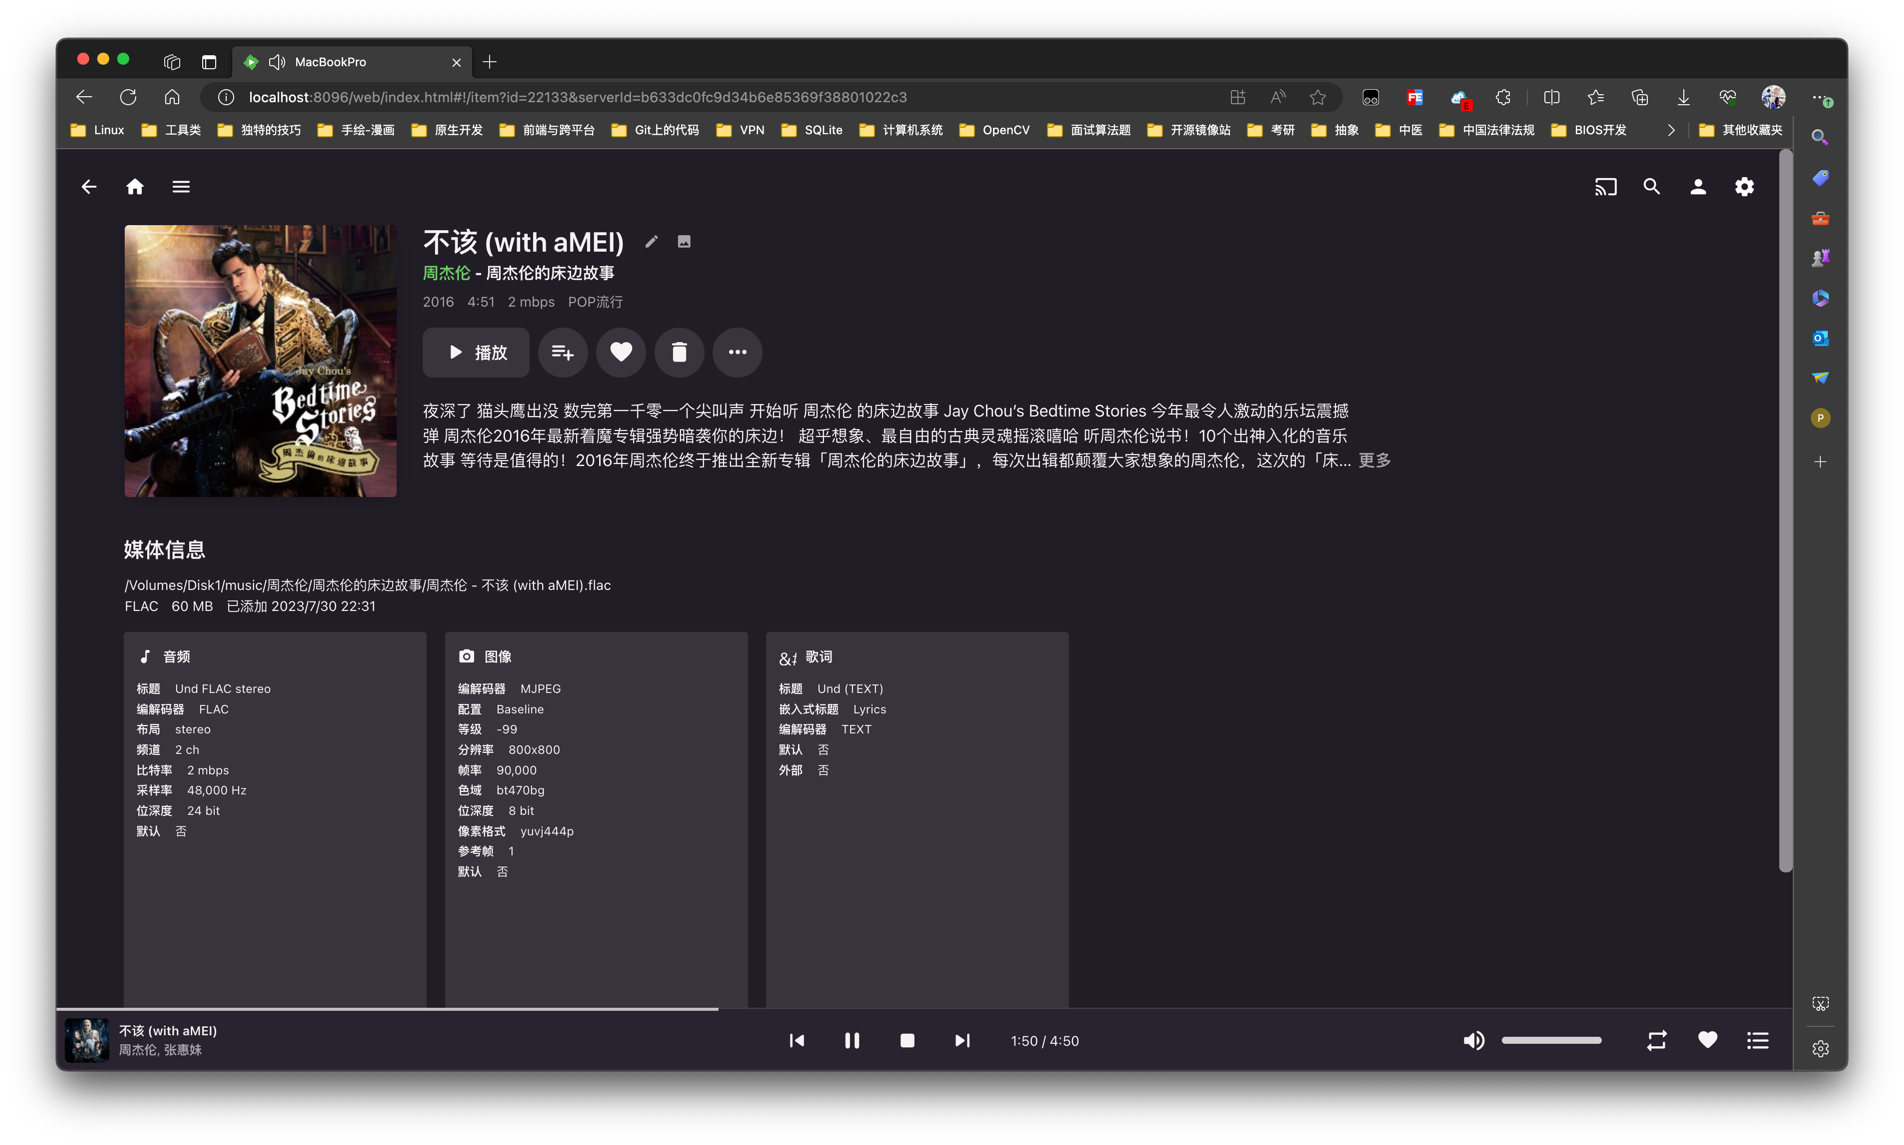 MacBookPro
localhost:8096/web/index.html#!/item?id=22133&serverId=b633dc0fc9d34b6e85369f38801022c3
Linux 工具类 独特的技巧 手绘-漫画 原生开发 前端与跨平台 Git上的代码 VPN SQLite 计算机系统 OpenCV 面试算法题 开源镜像站 考研 抽象 中医 中国法律法规 BIOS开发 其他收藏夹
Jay Chou's
Bedtime
Stories
周杰倫的床邊故事
不该 (with aMEI)
周杰伦 - 周杰伦的床边故事
2016 4:51 2 mbps POP流行
播放
夜深了 猫头鹰出没 数完第一千零一个尖叫声 开始听 周杰伦 的床边故事 Jay Chou's Bedtime Stories 今年最令人激动的乐坛震撼
弹 周杰伦2016年最新着魔专辑强势暗袭你的床边！ 超乎想象、最自由的古典灵魂摇滚嘻哈 听周杰伦说书！10个出神入化的音乐
故事 等待是值得的！2016年周杰伦终于推出全新专辑「周杰伦的床边故事」，每次出辑都颠覆大家想象的周杰伦，这次的「床... 更多
媒体信息
/Volumes/Disk1/music/周杰伦/周杰伦的床边故事/周杰伦 - 不该 (with aMEI).flac
FLAC 60 MB 已添加 2023/7/30 22:31
音频
标题 Und FLAC stereo
编解码器 FLAC
布局 stereo
频道 2 ch
比特率 2 mbps
采样率 48,000 Hz
位深度 24 bit
默认 否
图像
编解码器 MJPEG
配置 Baseline
等级 -99
分辨率 800x800
帧率 90,000
色域 bt470bg
位深度 8 bit
像素格式 yuvj444p
参考帧 1
默认 否
歌词
标题 Und (TEXT)
嵌入式标题 Lyrics
编解码器 TEXT
默认 否
外部 否
不该 (with aMEI)
周杰伦, 张惠妹
1:50 / 4:50